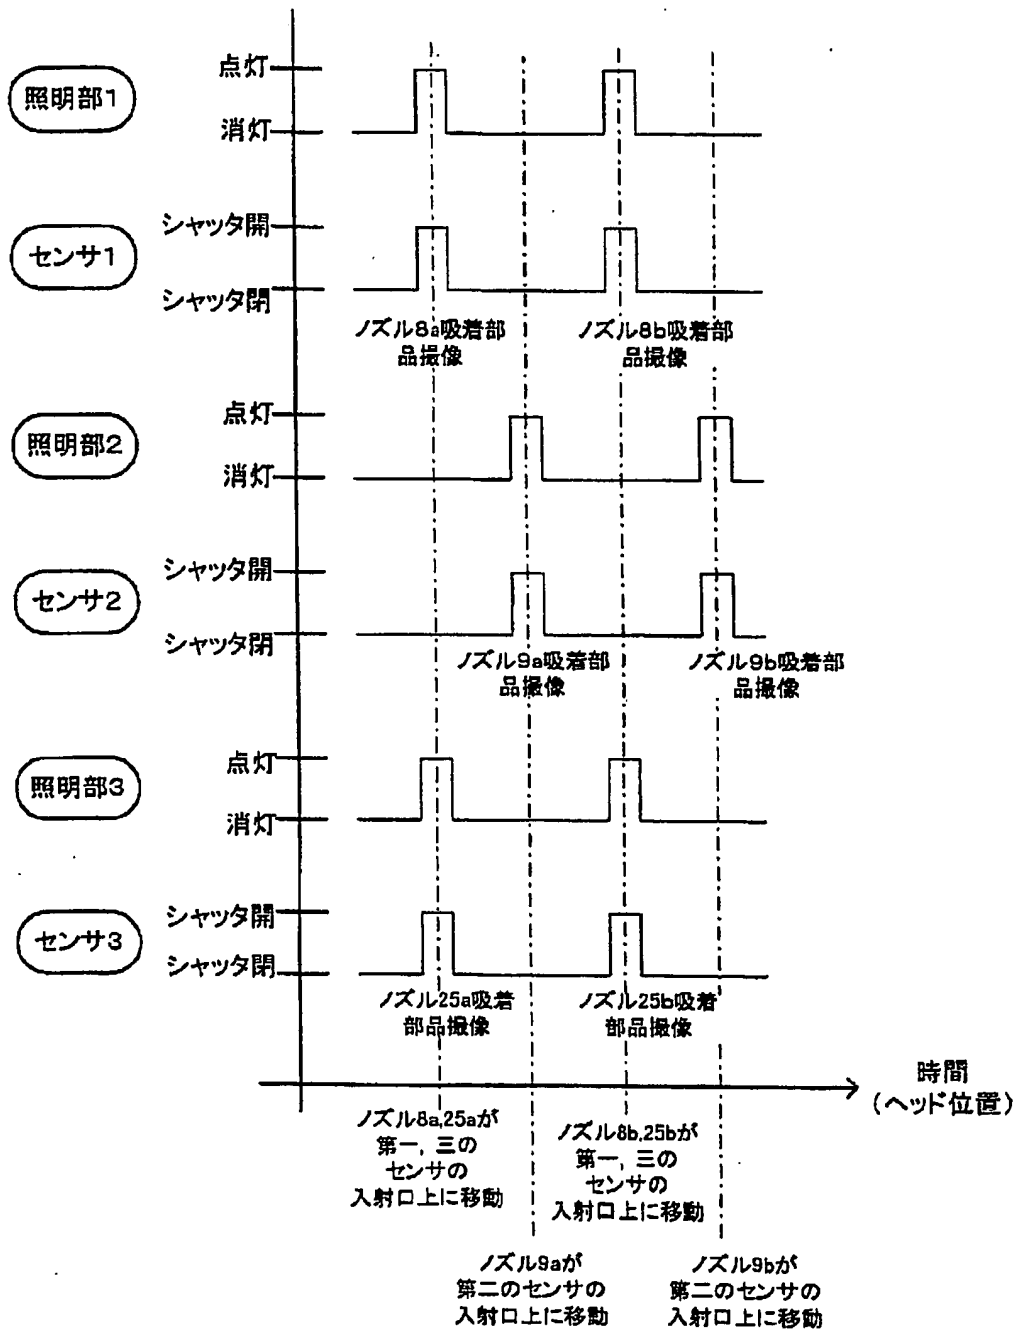 点灯
照明部1
消灯
シャッタ開
センサ1
シャッタ閉
ノズル8a吸着部
品撮像
ノズル8b吸着部
品撮像
点灯
照明部2
消灯
シャッタ開
センサ2
シャッタ閉
ノズル9a吸着部
品撮像
ノズル9b吸着部
品撮像
点灯
照明部3
消灯
シャッタ開
センサ3
シャッタ閉
ノズル25a吸着
部品撮像
ノズル25b吸着
部品撮像
時間
(ヘッド位置)
ノズル8a,25aが
第一, 三の
センサの
入射口上に移動
ノズル8b,25bが
第一, 三の
センサの
入射口上に移動
ノズル9aが
第二のセンサの
入射口上に移動
ノズル9bが
第二のセンサの
入射口上に移動